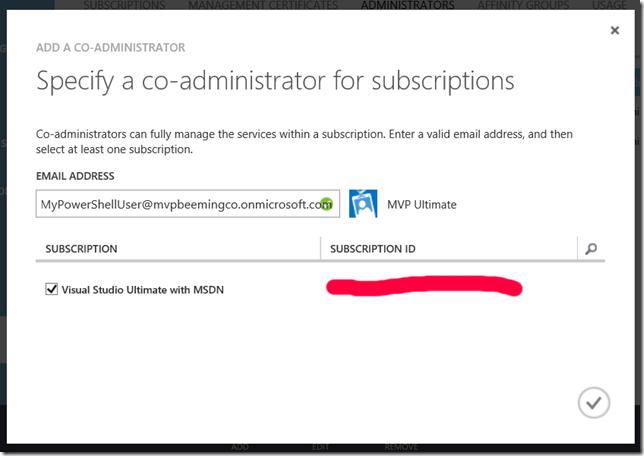 SUBSCRIPTIONS MANAGEMENT CERTIFICATES ADMINISTRATORS AFFINITY GROUPS USAGE
ADD A CO-ADMINISTRATOR
Specify a co-administrator for subscriptions
Co-administrators can fully manage the services within a subscription. Enter a valid email address, and then
select at least one subscription.
EMAIL ADDRESS
MyPowerShellUser@mvpbeemingco.onmicrosoft.com MVP Ultimate
SUBSCRIPTION SUBSCRIPTION ID
Visual Studio Ultimate with MSDN
ADD EDIT REMOVE